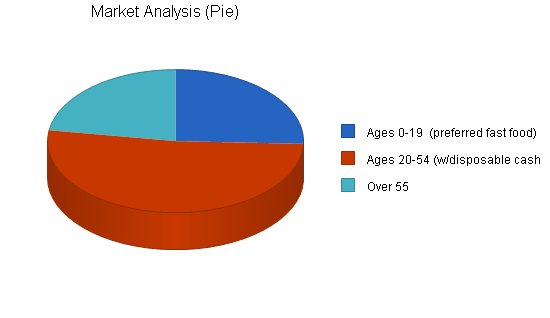 Market Analysis (Pie)
Ages 0-19 (preferred fast food)
Ages 20-54 (w/disposable cash
Over 55